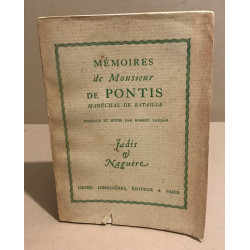 MÉMOIRES
de Monsieur
DE PONTIS
MARÉCHAL DE BATAILLE
PRÉFACE ET NOTES PAR ROBERT
Jadis
&
Naguère
HENRI JONQUIÈRES, ÉDITEUR A PARIS